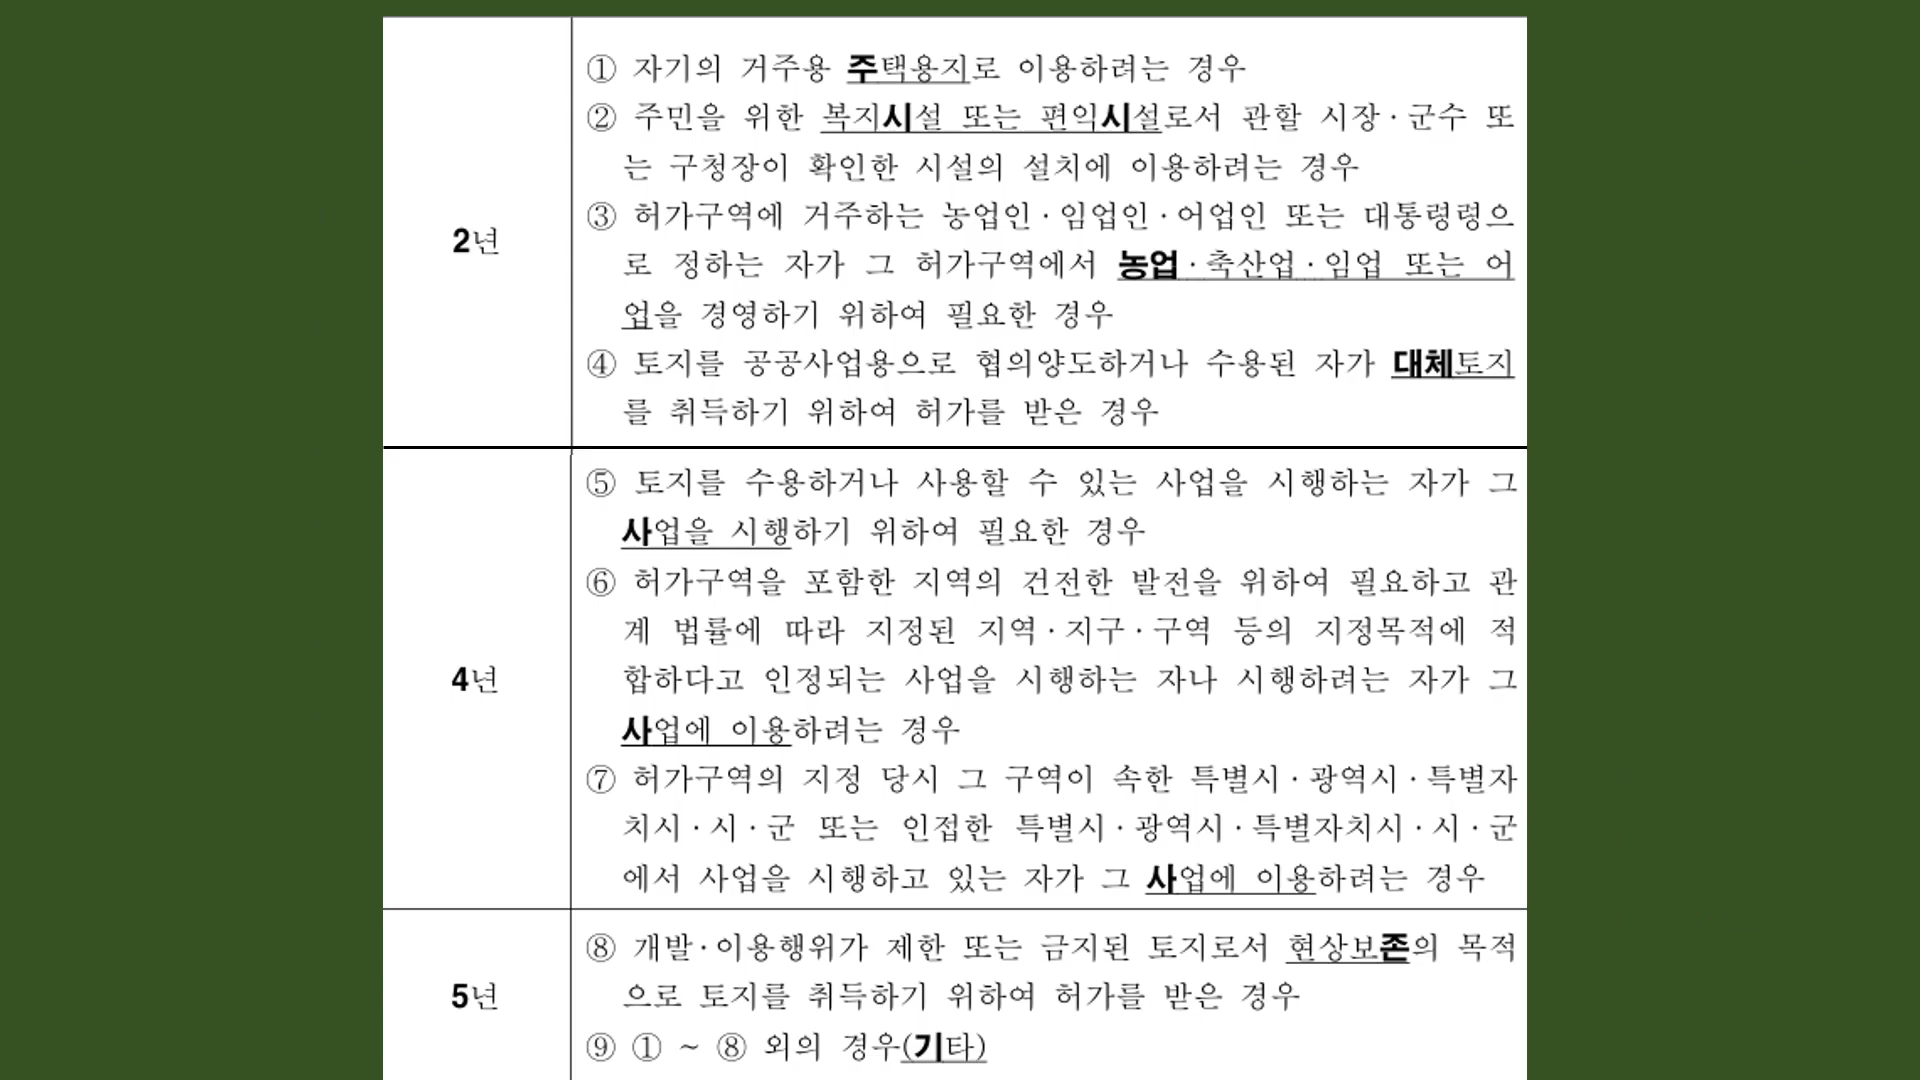 2년
① 자기의 거주용 주택용지로 이용하려는 경우
② 주민을 위한 복지시설 또는 편익시설로서 관할 시장·군수 또
는 구청장이 확인한 시설의 설치에 이용하려는 경우
③ 허가구역에 거주하는 농업인·임업인·어업인 또는 대통령령으
로 정하는 자가 그 허가구역에서 농업·축산업·임업 또는 어
업을 경영하기 위하여 필요한 경우
④ 토지를 공공사업용으로 협의양도하거나 수용된 자가 대체토지
를 취득하기 위하여 허가를 받은 경우
4년
⑤ 토지를 수용하거나 사용할 수 있는 사업을 시행하는 자가 그
사업을 시행하기 위하여 필요한 경우
⑥ 허가구역을 포함한 지역의 건전한 발전을 위하여 필요하고 관
계 법률에 따라 지정된 지역·지구·구역 등의 지정목적에 적
합하다고 인정되는 사업을 시행하는 자나 시행하려는 자가 그
사업에 이용하려는 경우
⑦ 허가구역의 지정 당시 그 구역이 속한 특별시·광역시·특별자
치시·시·군 또는 인접한 특별시·광역시·특별자치시·시·군
에서 사업을 시행하고 있는 자가 그 사업에 이용하려는 경우
5년
⑧ 개발·이용행위가 제한 또는 금지된 토지로서 현상보존의 목적
으로 토지를 취득하기 위하여 허가를 받은 경우
⑨ ① ~ ⑧ 외의 경우(기타)